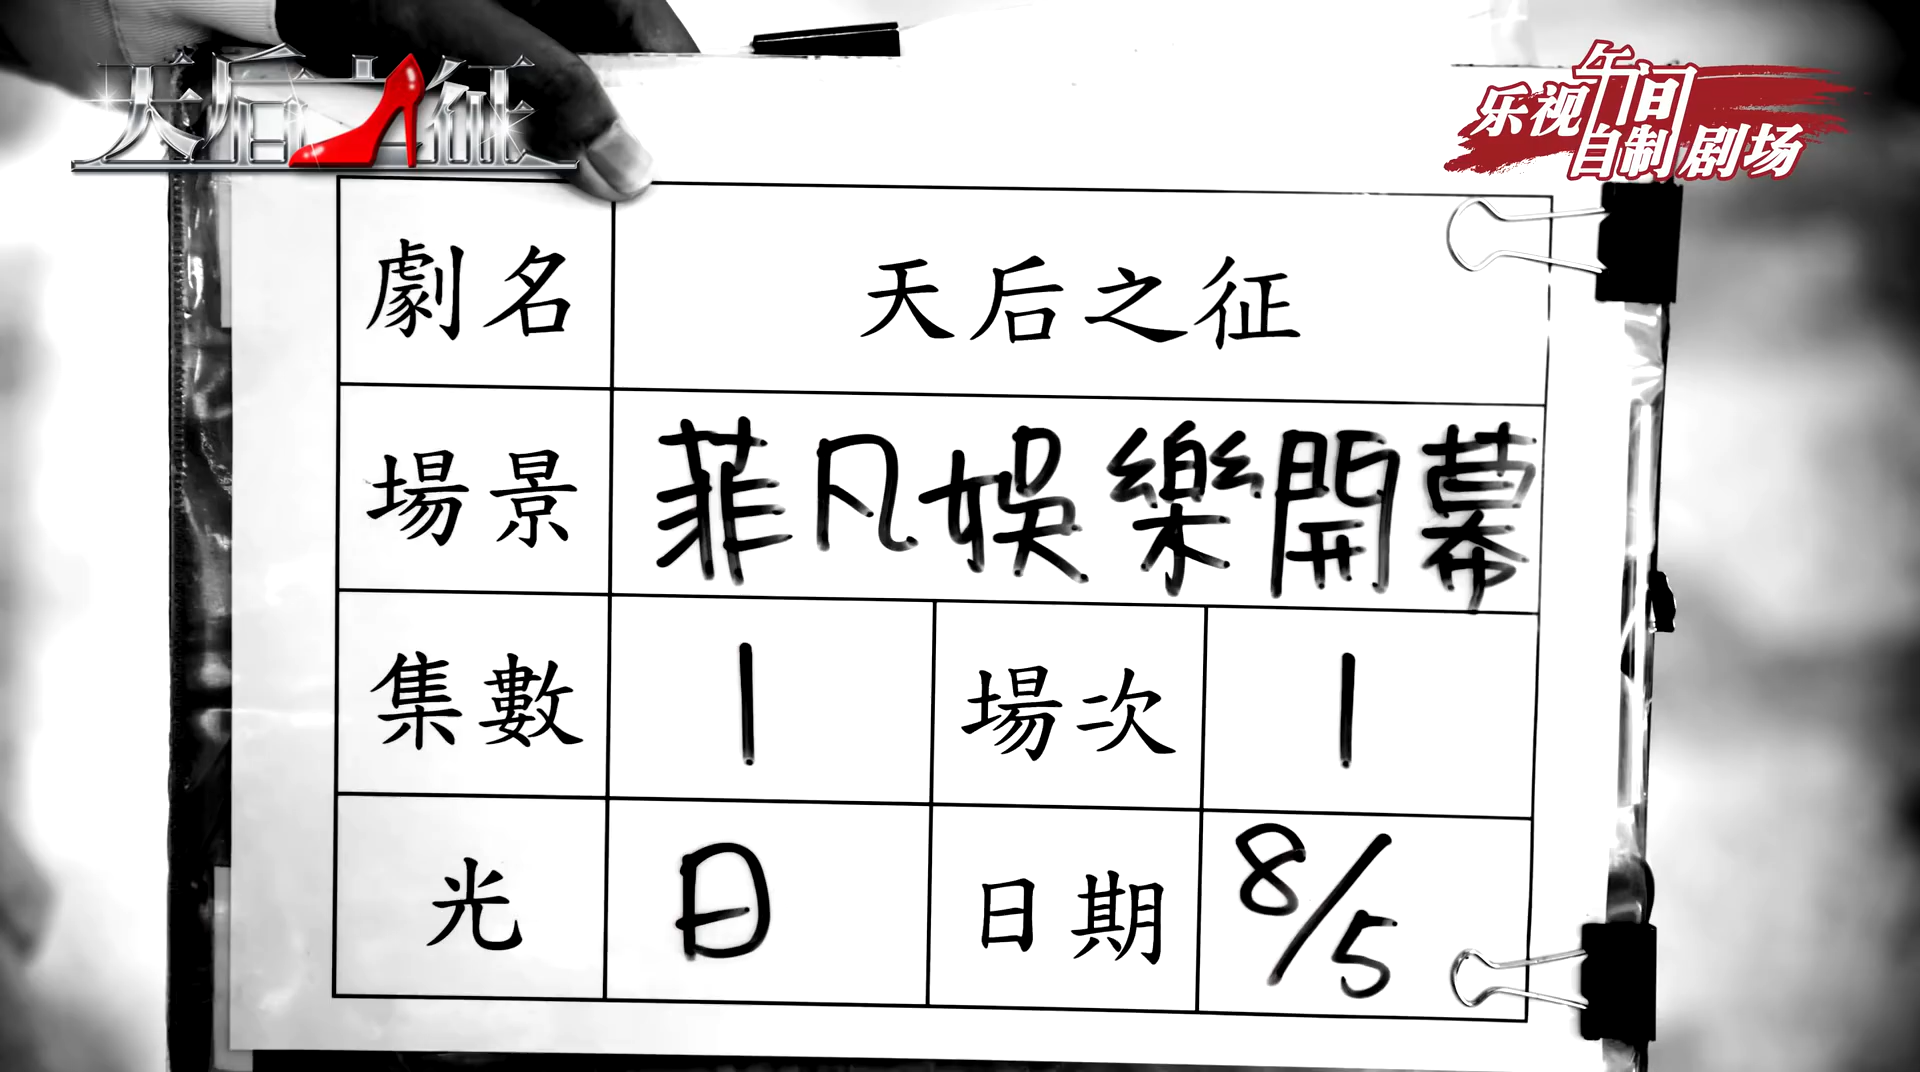 天后之征
乐视午间自制剧场
劇名 天后之征
場景 菲凡娛樂開幕
集數 1 場次 1
光 日 日期 8/5